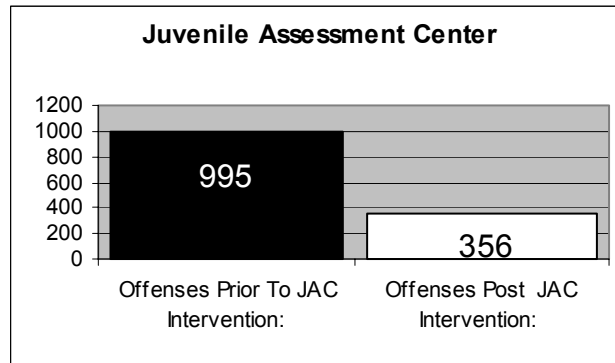 Juvenile Assessment Center
1200
1000
800
600
400
200
0
995
356
Offenses Prior To JAC
Intervention:
Offenses Post JAC
Intervention: